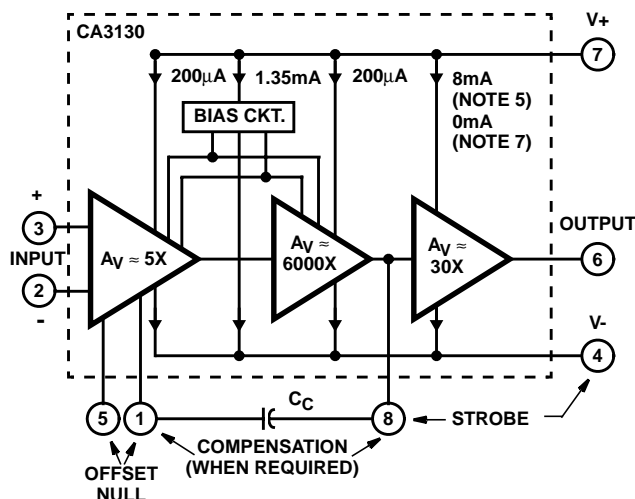 CA3130
V+
7
200µA
1.35mA
200µA
8mA
(NOTE 5)
0mA
(NOTE 7)
BIAS CKT.
+
3
INPUT
2
-
AV ≈ 5X
AV ≈
6000X
AV ≈
30X
OUTPUT
6
V-
4
5
1
CC
8
STROBE
COMPENSATION
(WHEN REQUIRED)
OFFSET
NULL